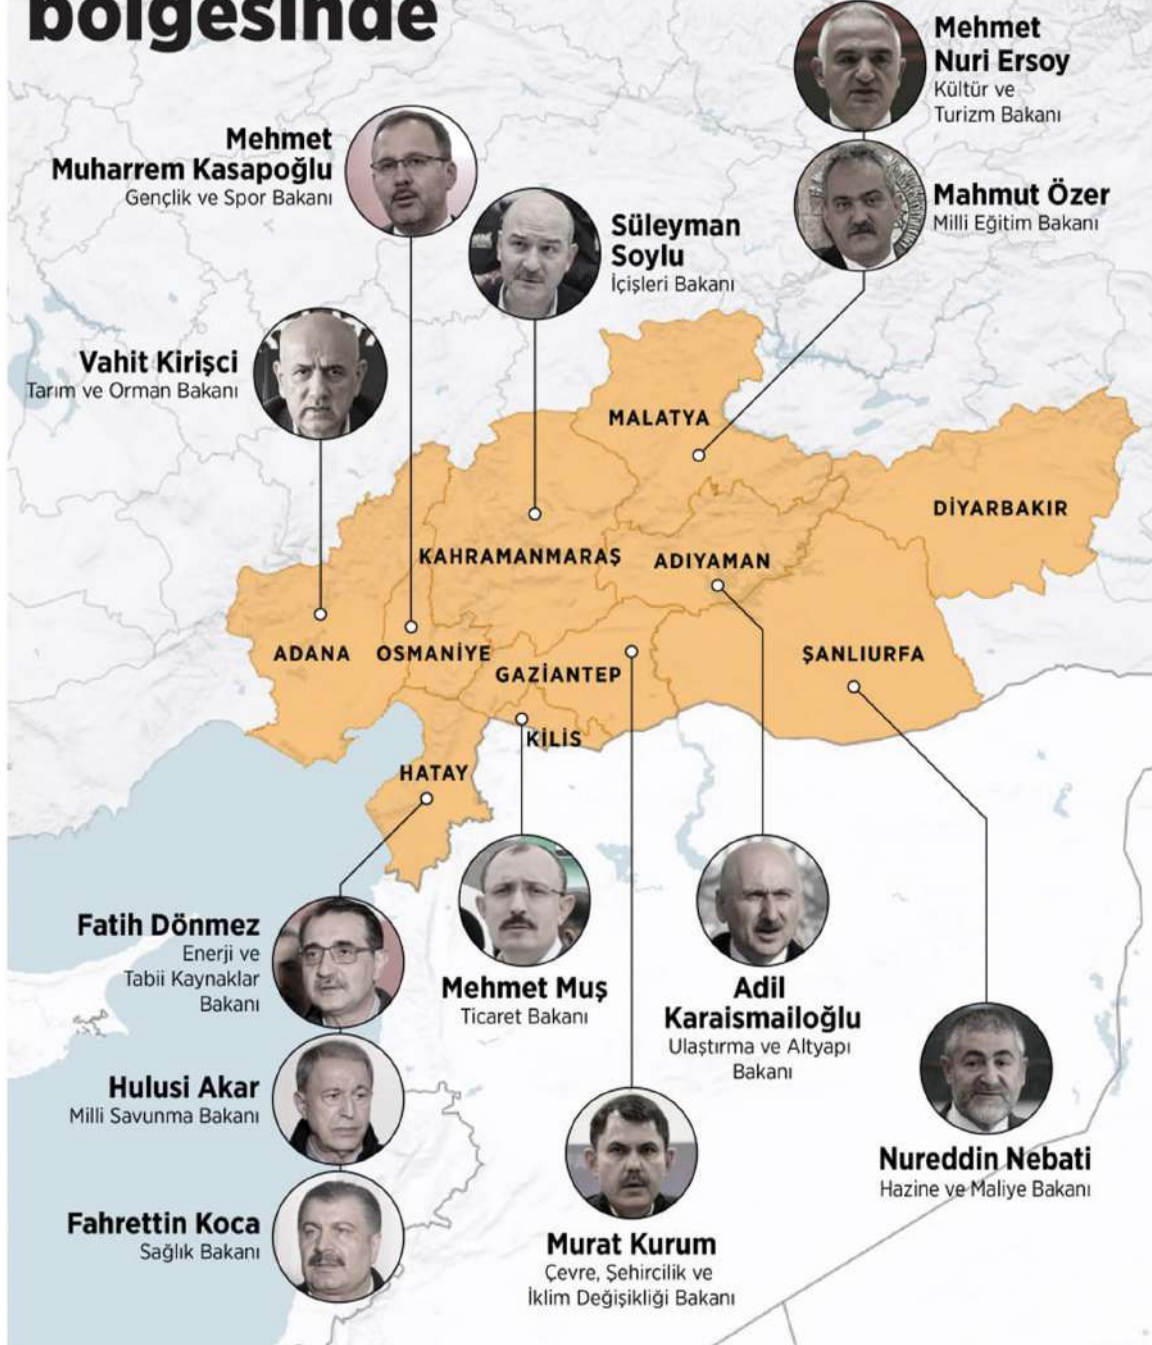 bölgesinde
Mehmet
Nuri Ersoy
Kültür ve
Turizm Bakanı
Mehmet
Muharrem Kasapoğlu
Gençlik ve Spor Bakanı
Mahmut Özer
Milli Eğitim Bakanı
Süleyman
Soylu
İçişleri Bakanı
Vahit Kirişci
Tarım ve Orman Bakanı
MALATYA
DİYARBAKIR
KAHRAMANMARAŞ
ADIYAMAN
ADANA
OSMANİYE
GAZİANTEP
ŞANLIURFA
KİLİS
HATAY
Fatih Dönmez
Enerji ve
Tabii Kaynaklar
Bakanı
Mehmet Muş
Ticaret Bakanı
Adil
Karaismailoğlu
Ulaştırma ve Altyapı
Bakanı
Hulusi Akar
Milli Savunma Bakanı
Nureddin Nebati
Hazine ve Maliye Bakanı
Fahrettin Koca
Sağlık Bakanı
Murat Kurum
Çevre, Şehircilik ve
İklim Değişikliği Bakanı